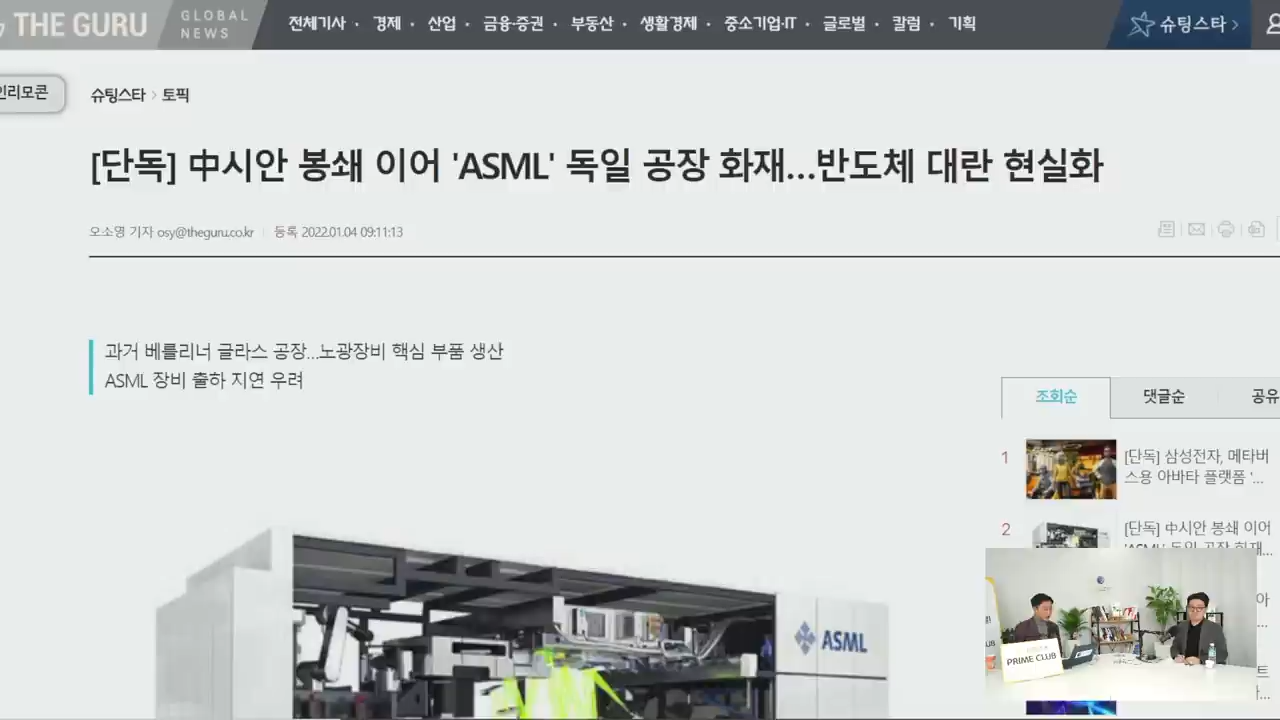 THE GURU
GLOBAL
NEWS
전체기사 · 경제 · 산업 · 금융·증권 · 부동산 · 생활경제 · 중소기업·IT · 글로벌 · 칼럼 · 기획
슈팅스타 >
인리모콘
슈팅스타 > 토픽
[단독] 中시안 봉쇄 이어 'ASML' 독일 공장 화재...반도체 대란 현실화
오소영 기자 osy@theguru.co.kr 등록 2022.01.04 09:11:13
과거 베를리너 글라스 공장...노광장비 핵심 부품 생산
ASML 장비 출하 지연 우려
조회순 댓글순 공유
1 [단독] 삼성전자, 메타버
스용 아바타 플랫폼 '...
2 [단독] 中시안 봉쇄 이어
'ASML' 독일 공장 화재...
ASML
PRIME CLUB